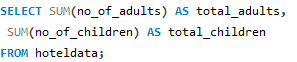 SELECT SUM(no_of_adults) AS total_adults,
SUM(no_of_children) AS total_children
FROM hoteldata;